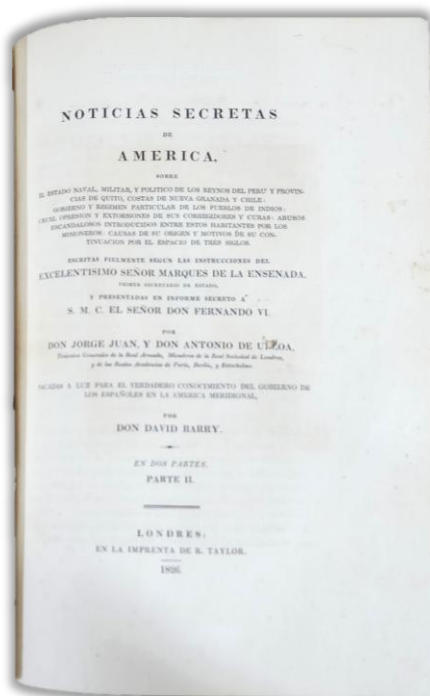 NOTICIAS SECRETAS
DE
AMERICA,
SOBRE
EL ESTADO NAVAL, MILITAR, Y POLITICO DE LOS REYNOS DEL PERU Y PROVIN-
CIAS DE QUITO, COSTAS DE NUEVA GRANADA Y CHILE:
GOBIERNO Y REGIMEN PARTICULAR DE LOS PUEBLOS DE INDIOS:
CRUEL OPRESION Y EXTORSIONES DE SUS CORREGIDORES Y CURAS: ABUSOS
ESCANDALOSOS INTRODUCIDOS ENTRE ESTOS HABITANTES POR LOS
MISIONEROS: CAUSAS DE SU ORIGEN Y MOTIVOS DE SU CON-
TINUACION POR EL ESPACIO DE TRES SIGLOS.
ESCRITAS FIELMENTE SEGUN LAS INSTRUCCIONES DEL
EXCELENTISIMO SEÑOR MARQUES DE LA ENSENADA,
PRIMER SECRETARIO DE ESTADO,
Y PRESENTADAS EN INFORME SECRETO A
S. M. C. EL SEÑOR DON FERNANDO VI.
POR
DON JORGE JUAN, Y DON ANTONIO DE ULLOA,
Tenientes Generales de la Real Armada, Miembros de la Real Sociedad de Londres,
y de las Reales Academias de Paris, Berlin, y Estockolmo.
SACADAS A LUZ PARA EL VERDADERO CONOCIMIENTO DEL GOBIERNO DE
LOS ESPAÑOLES EN LA AMERICA MERIDIONAL,
POR
DON DAVID BARRY.
EN DOS PARTES.
PARTE II.
LONDRES:
EN LA IMPRENTA DE R. TAYLOR.
1826.